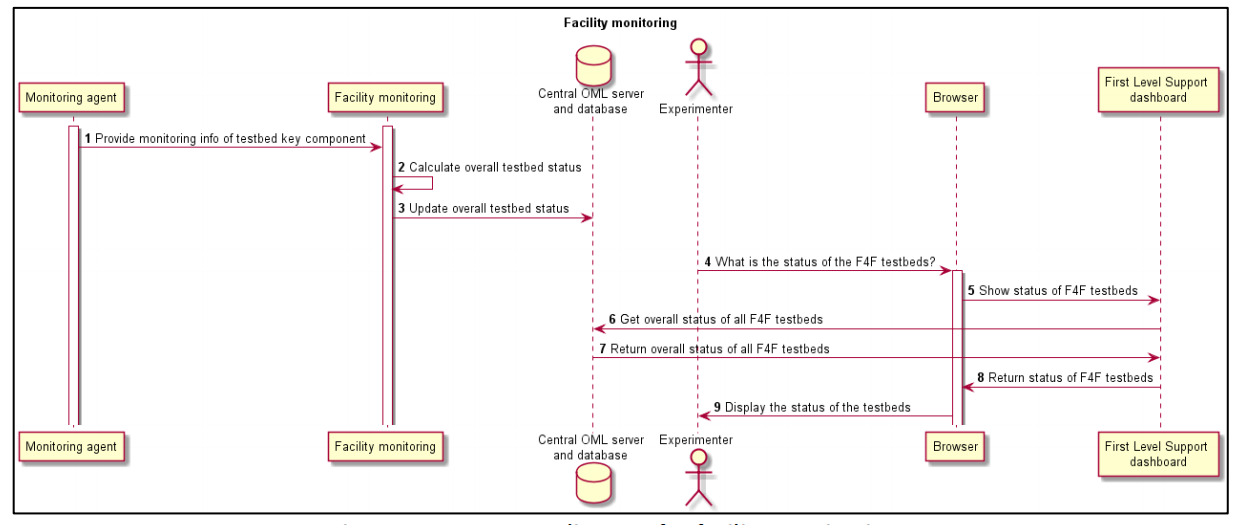 Facility monitoring
Monitoring agent
Facility monitoring
Central OML server
and database
Experimenter
Browser
First Level Support
dashboard
1 Provide monitoring info of testbed key component
2 Calculate overall testbed status
3 Update overall testbed status
4 What is the status of the F4F testbeds?
5 Show status of F4F testbeds
6 Get overall status of all F4F testbeds
7 Return overall status of all F4F testbeds
8 Return status of F4F testbeds
9 Display the status of the testbeds
Monitoring agent
Facility monitoring
Central OML server
and database
Experimenter
Browser
First Level Support
dashboard